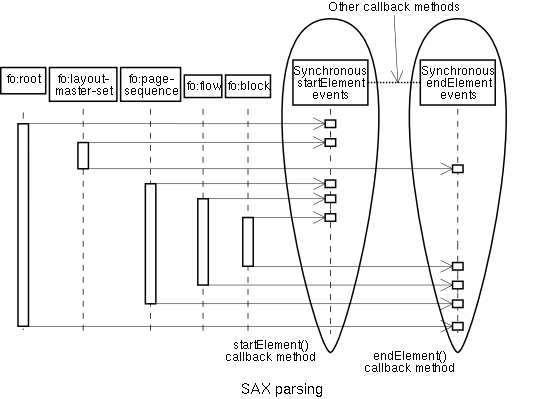 Other callback methods
fo:root
fo:layout-
master-set
fo:page-
sequence
fo:flow
fo:block
Synchronous
startElement
events
Synchronous
endElement
events
startElement()
callback method
endElement()
callback method
SAX parsing